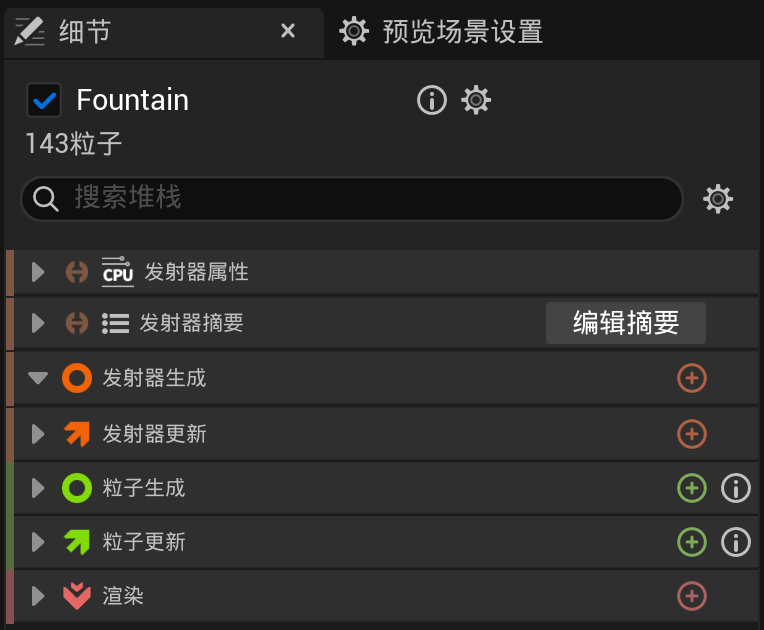 细节 预览场景设置
Fountain
143粒子
搜索堆栈
CPU 发射器属性
发射器摘要 编辑摘要
发射器生成
发射器更新
粒子生成
粒子更新
渲染